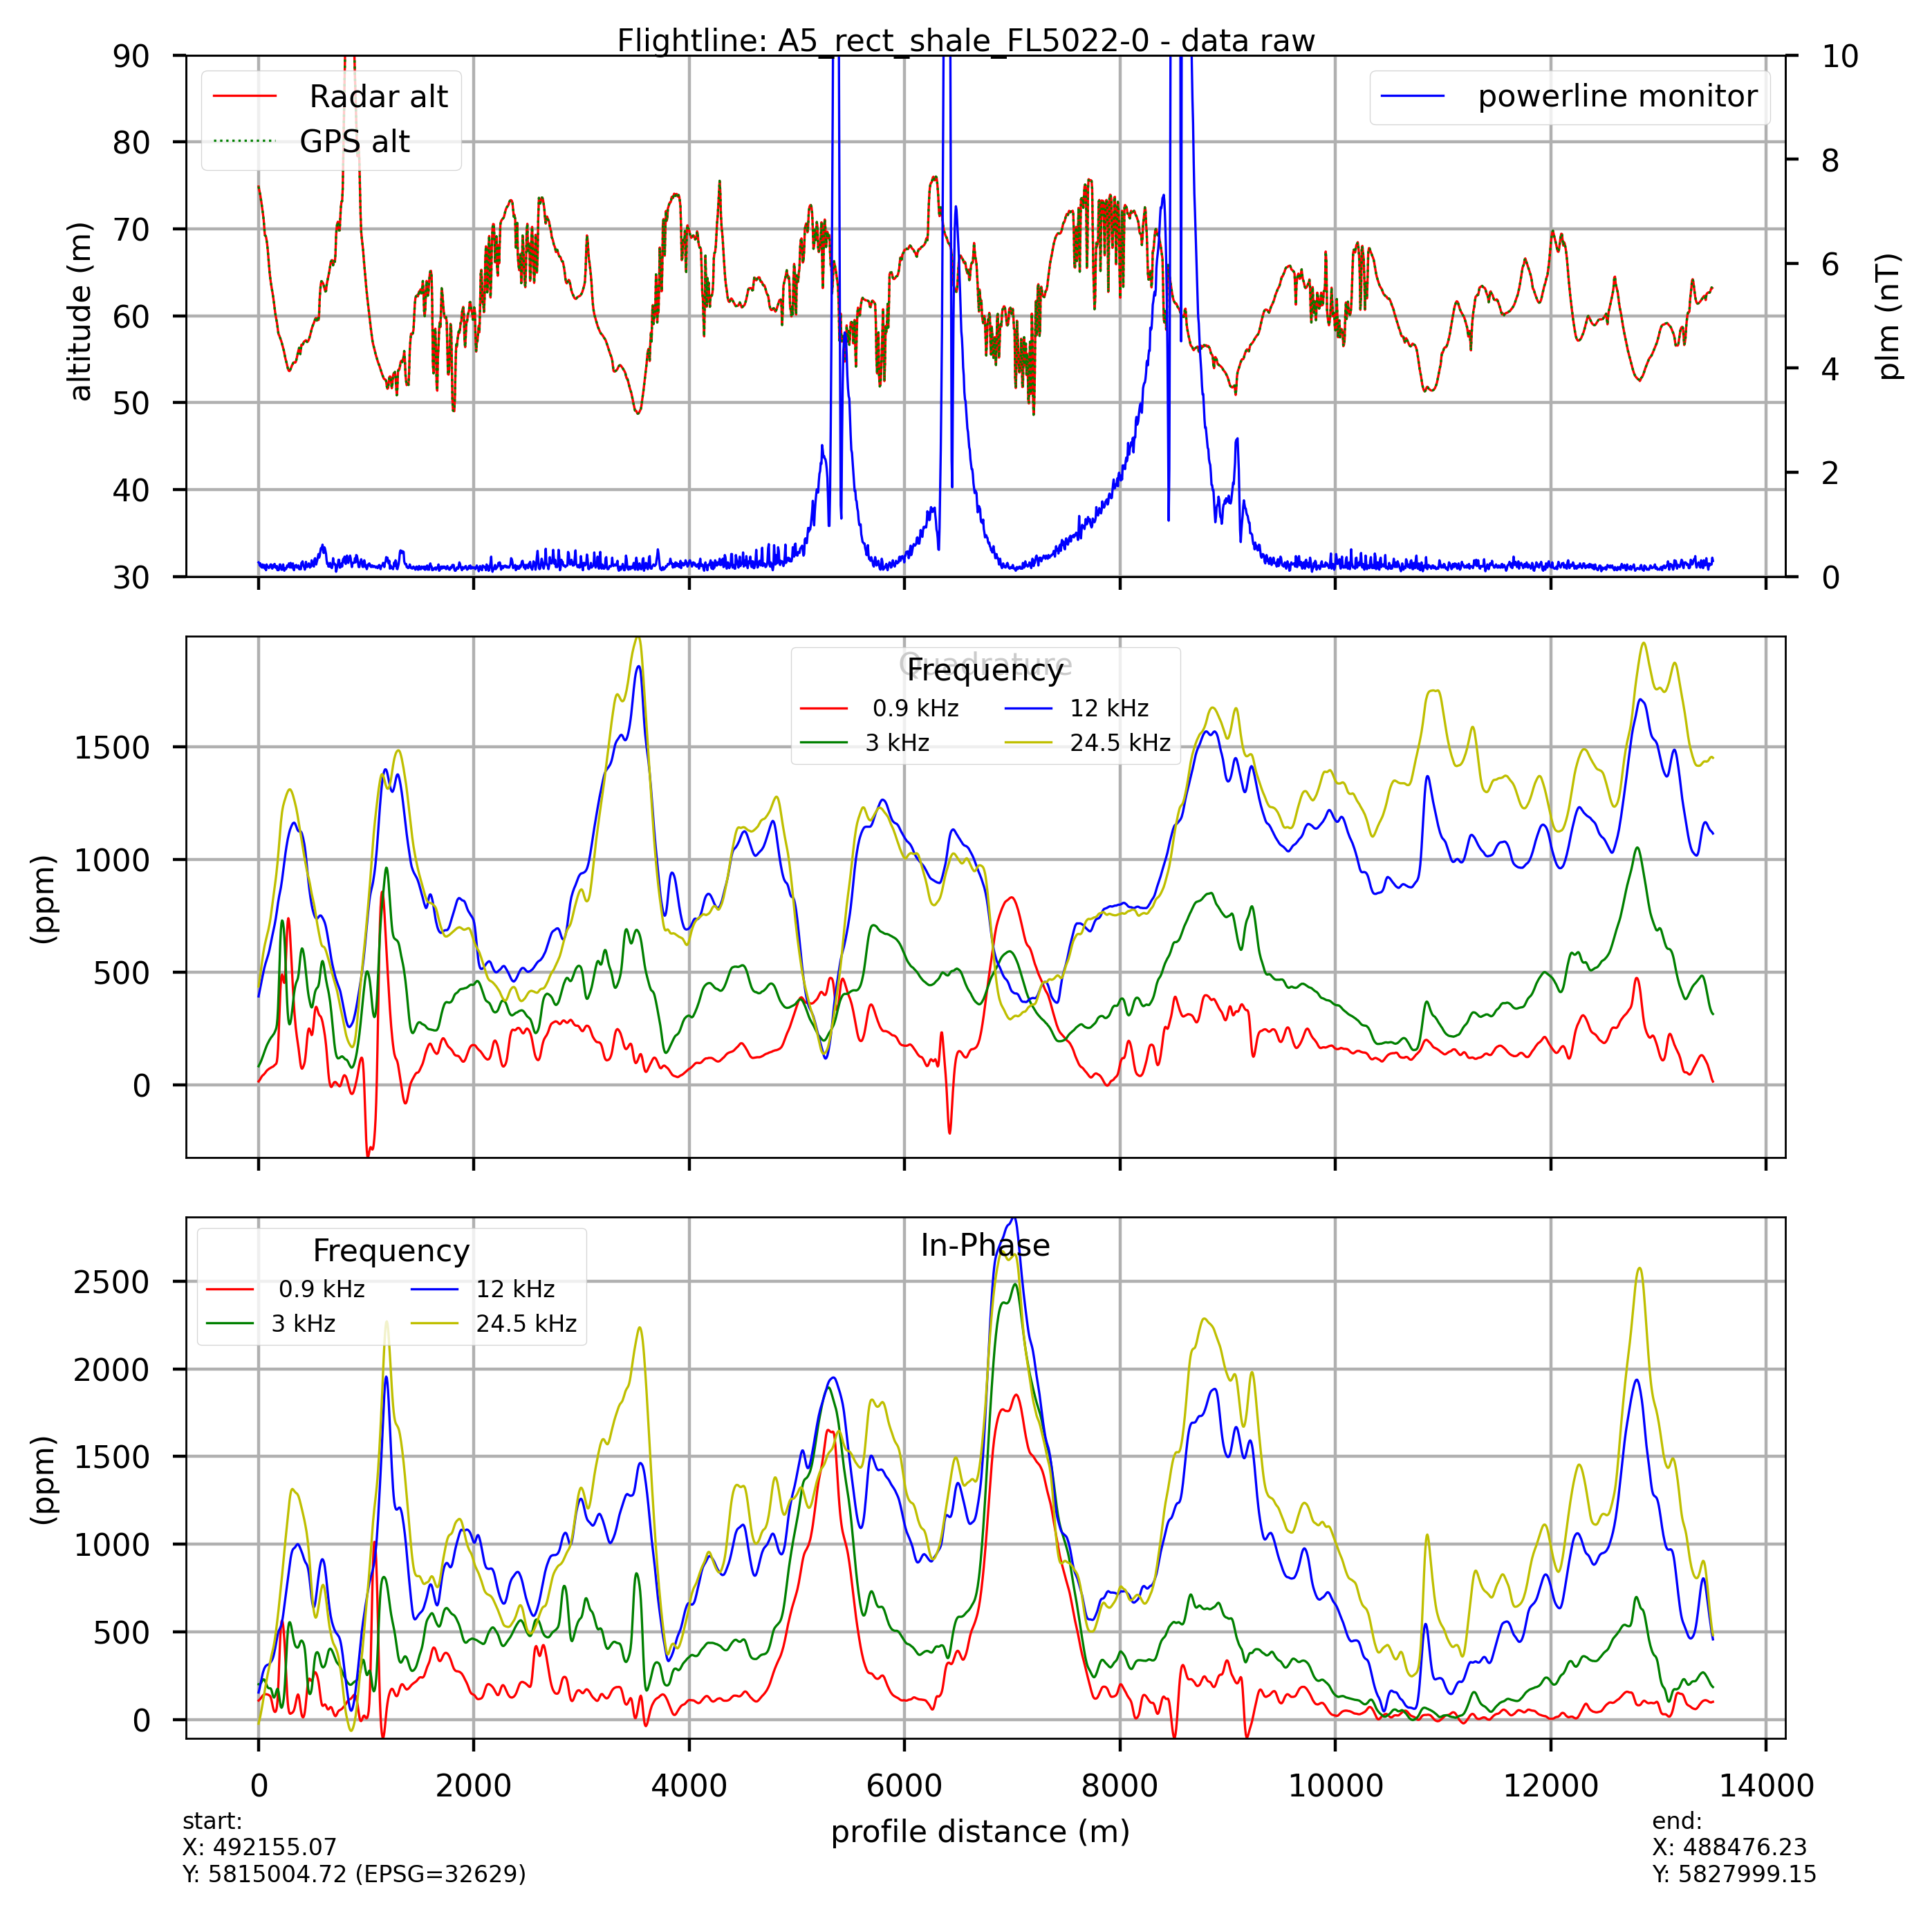 Flightline: A5_rect_shale_FL5022-0 - data raw
90
80
70
60
50
40
30
altitude (m)
Radar alt
GPS alt
powerline monitor
10
8
6
4
2
0
plm (nT)
Quadrature
Frequency
0.9 kHz
3 kHz
12 kHz
24.5 kHz
1500
1000
500
0
(ppm)
In-Phase
Frequency
0.9 kHz
3 kHz
12 kHz
24.5 kHz
2500
2000
1500
1000
500
0
(ppm)
0 2000 4000 6000 8000 10000 12000 14000
profile distance (m)
start:
X: 492155.07
Y: 5815004.72 (EPSG=32629)
end:
X: 488476.23
Y: 5827999.15